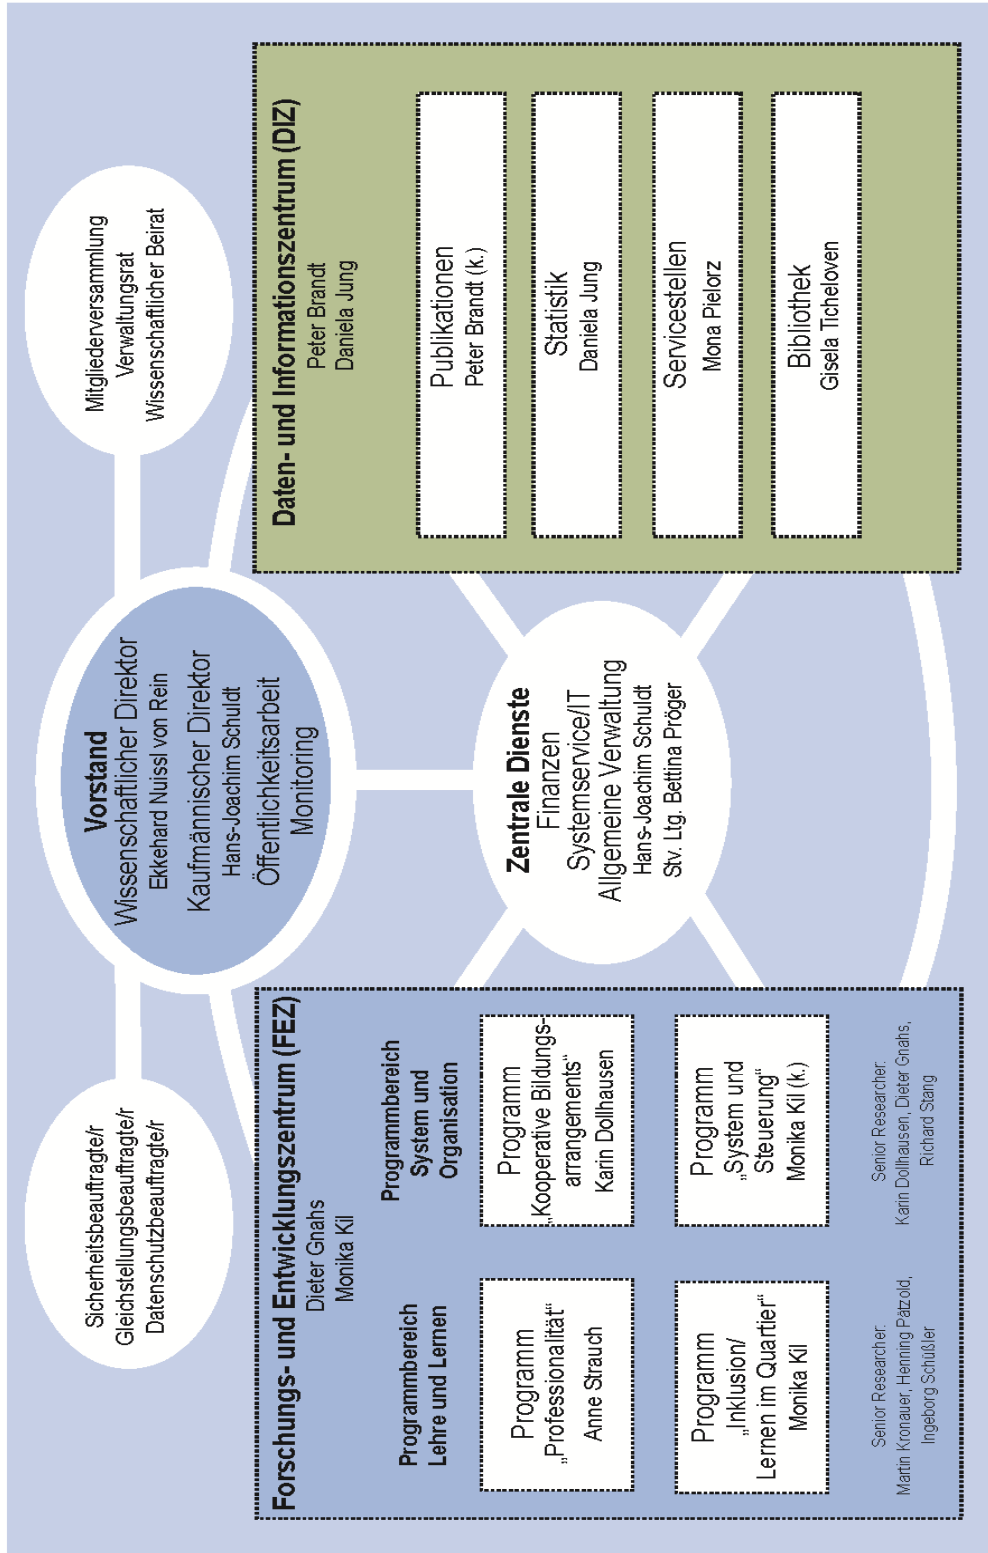 Sicherheitsbeauftragte/r
Gleichstellungsbeauftragte/r
Datenschutzbeauftragte/r
Vorstand
Wissenschaftlicher Direktor
Ekkehard Nuissl von Rein
Kaufmännischer Direktor
Hans-Joachim Schuldt
Öffentlichkeitsarbeit
Monitoring
Mitgliederversammlung
Verwaltungsrat
Wissenschaftlicher Beirat
Forschungs- und Entwicklungszentrum (FEZ)
Dieter Gnahs
Monika Kil
Programmbereich
Lehre und Lernen
Programm
„Professionalität“
Anne Strauch
Programm
„Inklusion/
Lernen im Quartier“
Monika Kil
Senior Researcher:
Martin Kronauer, Henning Pätzold,
Ingeborg Schüßler
Programmbereich
System und
Organisation
Programm
„Kooperative Bildungs-
arrangements“
Karin Dollhausen
Programm
„System und
Steuerung“
Monika Kil (k.)
Senior Researcher:
Karin Dollhausen, Dieter Gnahs,
Richard Stang
Zentrale Dienste
Finanzen
Systemservice/IT
Allgemeine Verwaltung
Hans-Joachim Schuldt
Stv. Ltg. Bettina Pröger
Daten- und Informationszentrum (DIZ)
Peter Brandt
Daniela Jung
Publikationen
Peter Brandt (k.)
Statistik
Daniela Jung
Servicestellen
Mona Pielorz
Bibliothek
Gisela Ticheloven